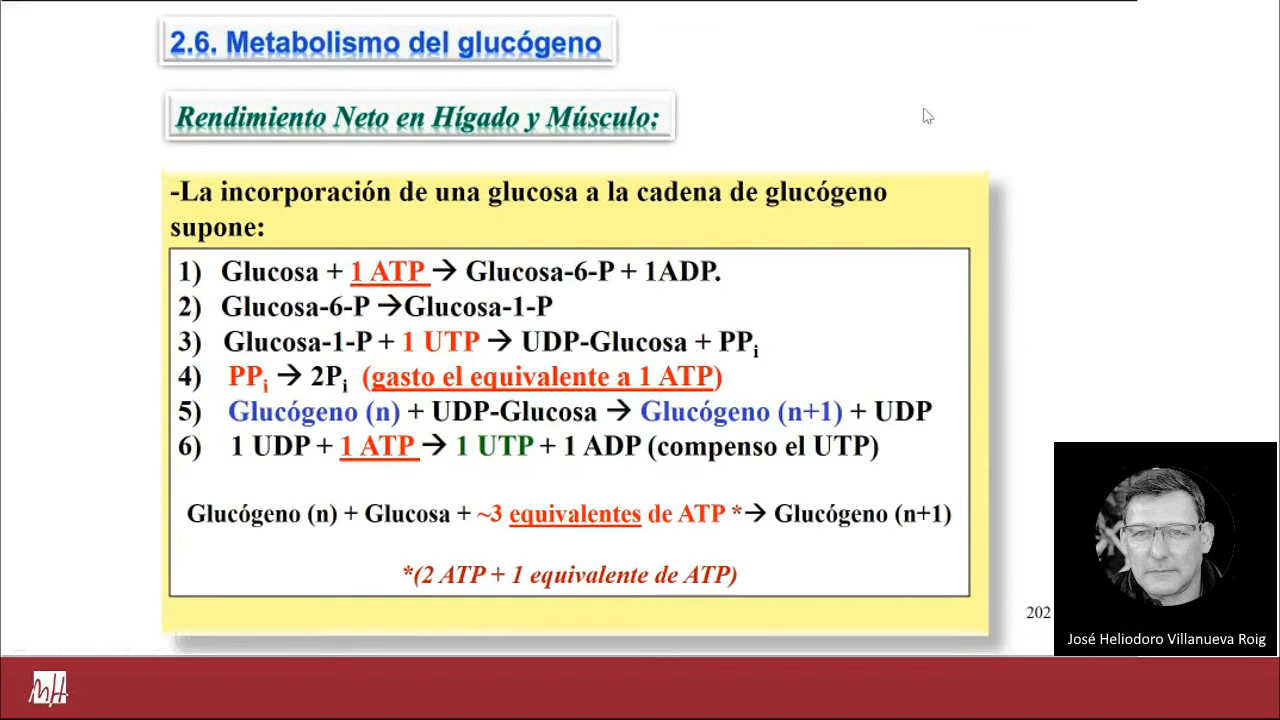 2.6. Metabolismo del glucógeno
Rendimiento Neto en Hígado y Músculo:
-La incorporación de una glucosa a la cadena de glucógeno
supone:
1) Glucosa + 1 ATP → Glucosa-6-P + 1ADP.
2) Glucosa-6-P → Glucosa-1-P
3) Glucosa-1-P + 1 UTP → UDP-Glucosa + PPi
4) PPi → 2Pi (gasto el equivalente a 1 ATP)
5) Glucógeno (n) + UDP-Glucosa → Glucógeno (n+1) + UDP
6) 1 UDP + 1 ATP → 1 UTP + 1 ADP (compenso el UTP)
Glucógeno (n) + Glucosa + ~3 equivalentes de ATP *→ Glucógeno (n+1)
*(2 ATP + 1 equivalente de ATP)
202
José Heliodoro Villanueva Roig
MH